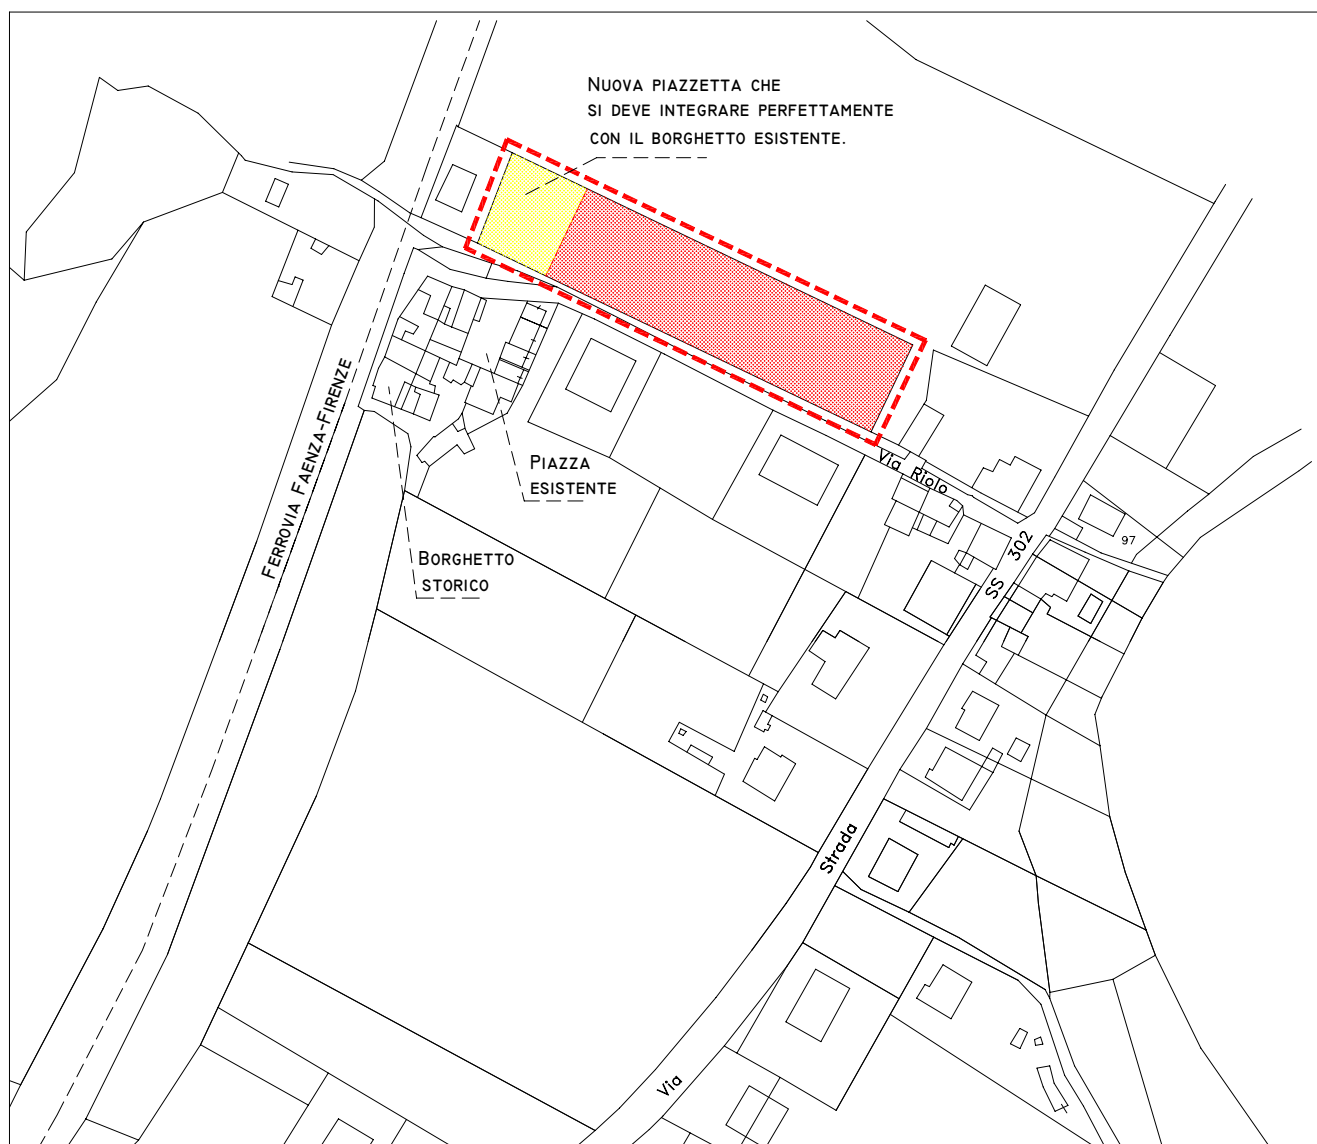 NUOVA PIAZZETTA CHE
SI DEVE INTEGRARE PERFETTAMENTE
CON IL BORGHETTO ESISTENTE.
FERROVIA FAENZA-FIRENZE
PIAZZA
ESISTENTE
BORGHETTO
STORICO
Via Riolo
SS 302
97
Strada
Via